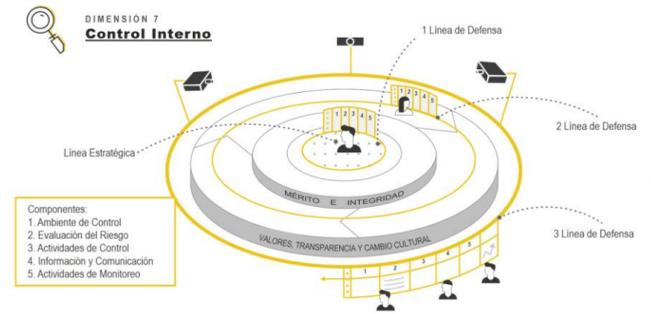 DIMENSIÓN 7
Control Interno
1 Línea de Defensa
1 2 3 4 5
1 2 3 4 5
2 Línea de Defensa
Línea Estratégica
MÉRITO E INTEGRIDAD
VALORES, TRANSPARENCIA Y CAMBIO CULTURAL
3 Línea de Defensa
Componentes:
1. Ambiente de Control
2. Evaluación del Riesgo
3. Actividades de Control
4. Información y Comunicación
5. Actividades de Monitoreo
1 2 3 4 5